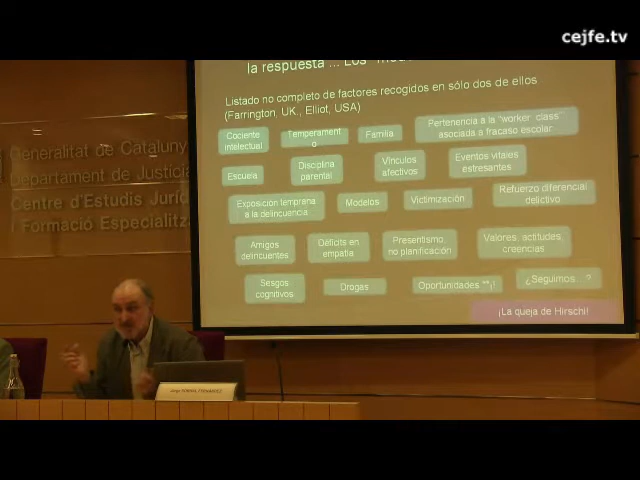 cejfe.tv
la respuesta ... Los
Listado no completo de factores recogidos en sólo dos de ellos
(Farrington, UK., Elliot, USA)
Cociente
intelectual
Temperament
o
Familia
Pertenencia a la "worker class"
asociada a fracaso escolar
Escuela
Disciplina
parental
Vínculos
afectivos
Eventos vitales
estresantes
Exposición temprana
a la delincuencia
Modelos
Victimización
Refuerzo diferencial
delictivo
Amigos
delincuentes
Déficits en
empatía
Presentismo,
no planificación
Valores, actitudes,
creencias
Sesgos
cognitivos
Drogas
Oportunidades
¿Seguimos ..?
¡La queja de Hirschi!
Generalitat de Catalunya
Departament de Justícia
Centre d'Estudis Jurídi
i Formació Especialitza